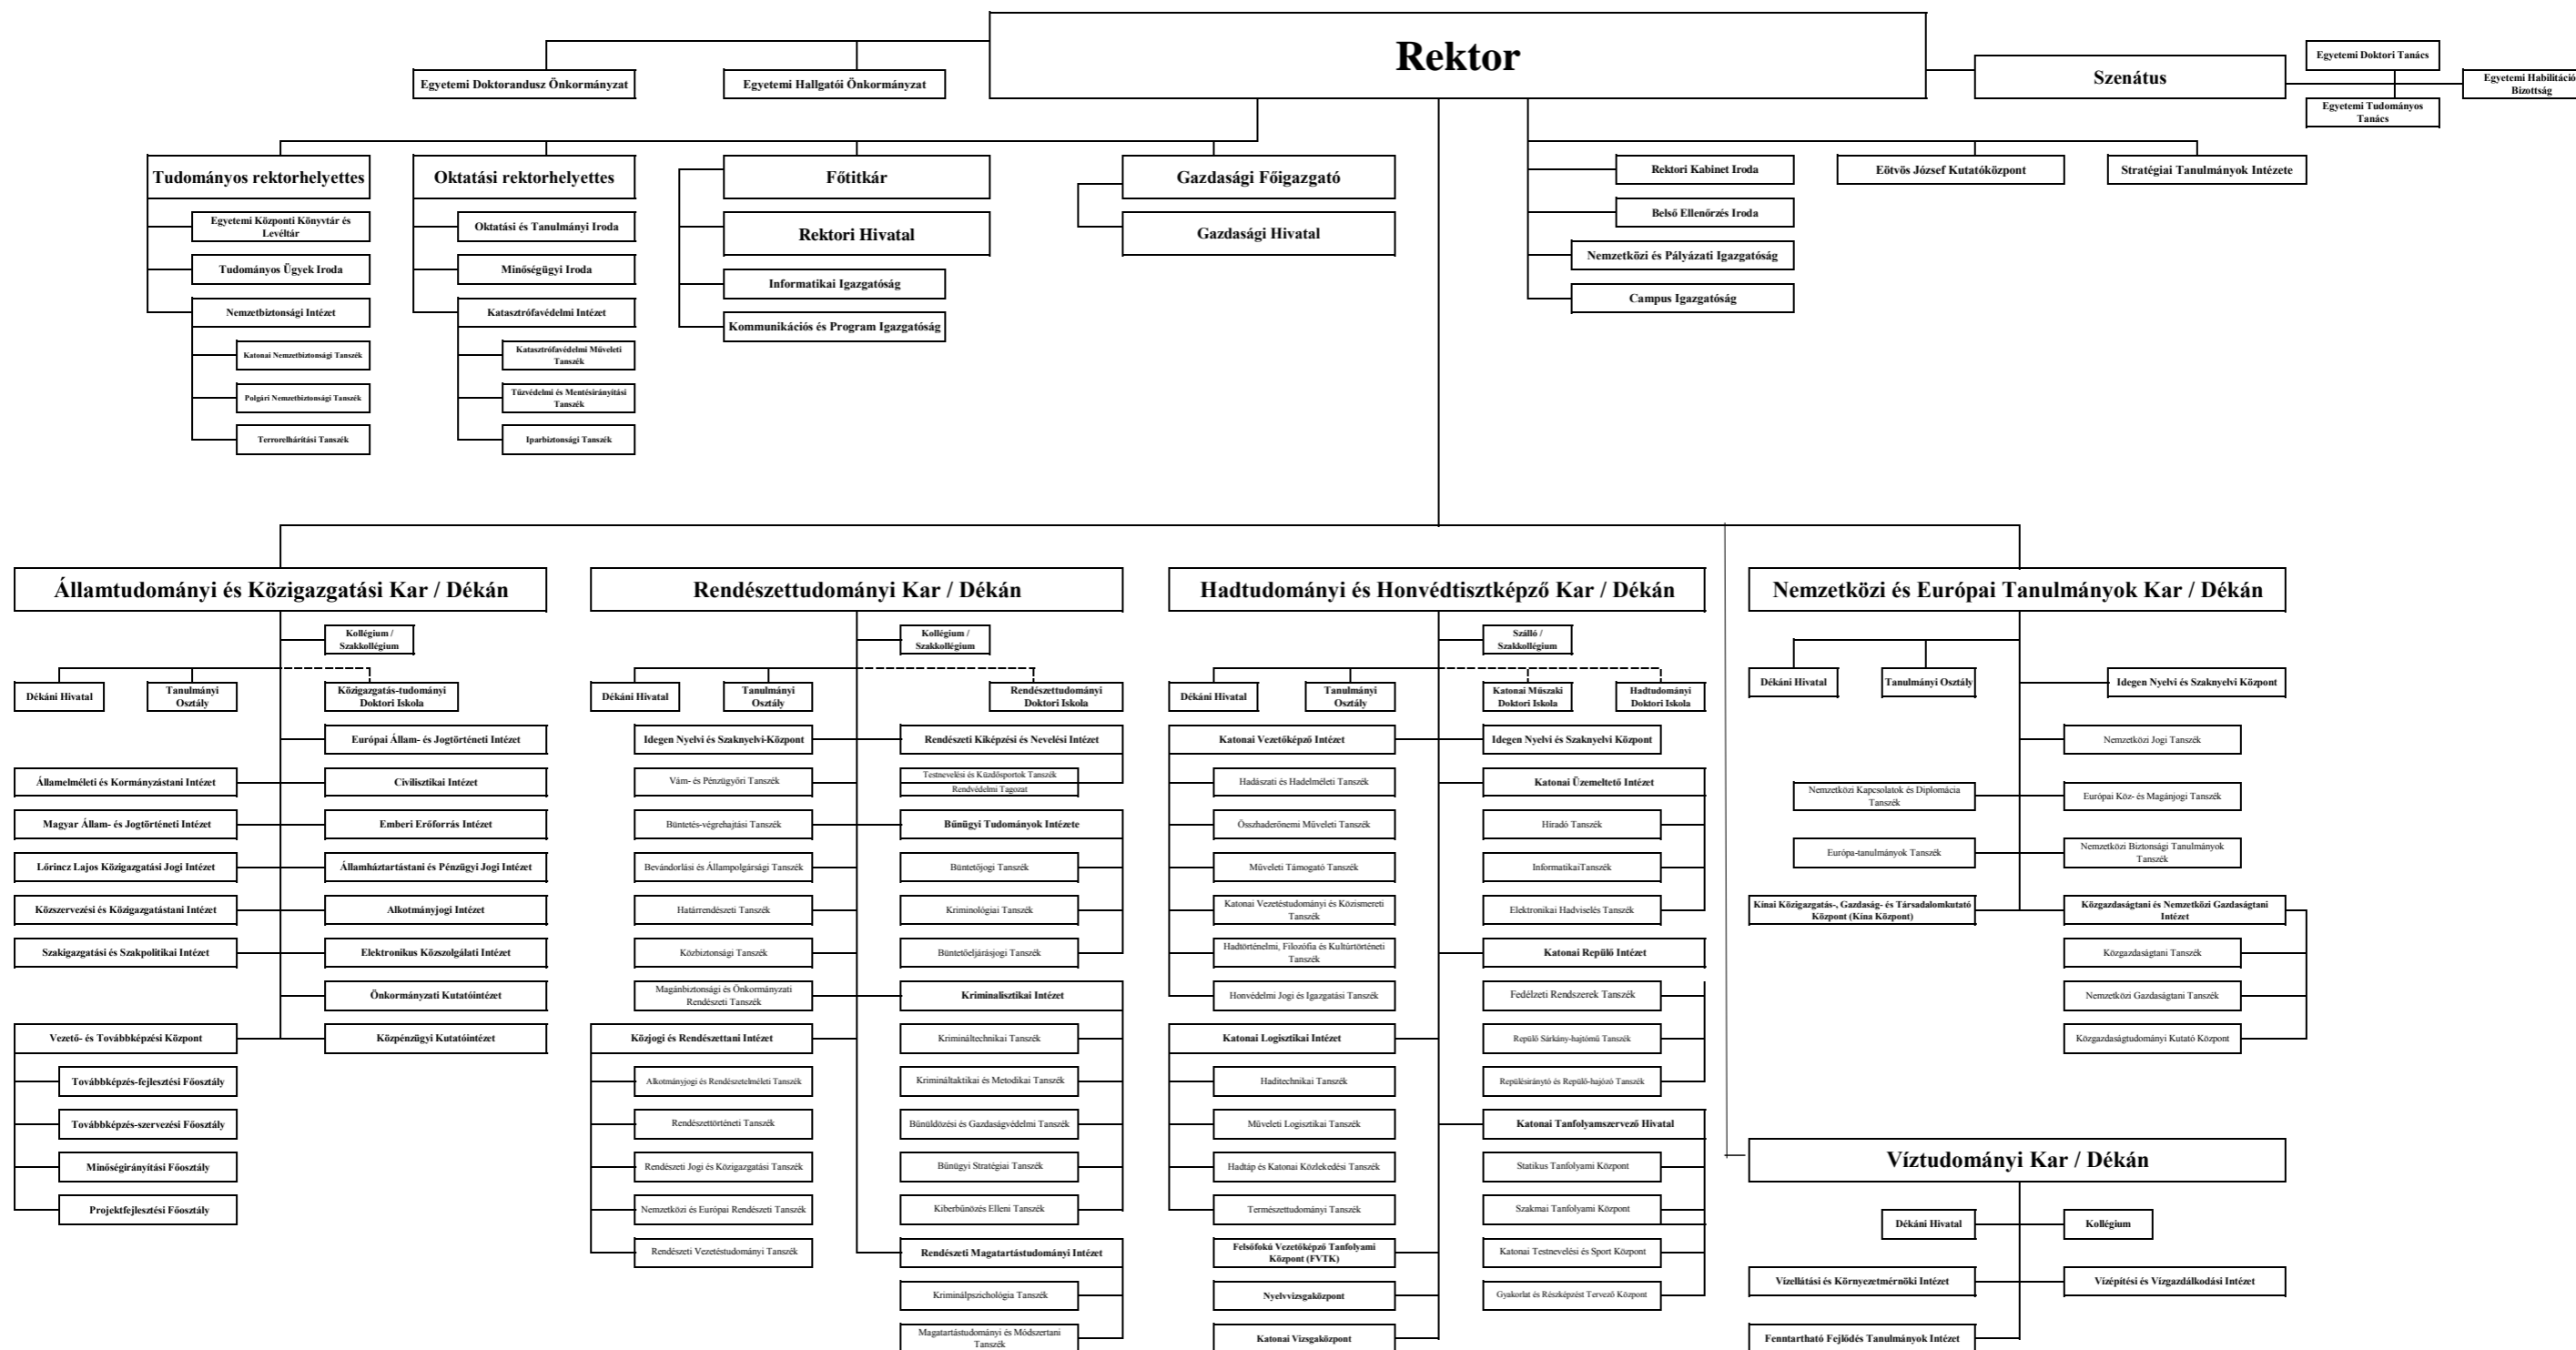 Rektor
Egyetemi Doktorandusz Önkormányzat
Egyetemi Hallgatói Önkormányzat
Szenátus
Egyetemi Doktori Tanács
Egyetemi Habilitáció
Bizottság
Egyetemi Tudományos
Tanács
Tudományos rektorhelyettes
Egyetemi Központi Könyvtár és
Levéltár
Tudományos Ügyek Iroda
Nemzetbiztonsági Intézet
Katonai Nemzetbiztonsági Tanszék
Polgári Nemzetbiztonsági Tanszék
Terrorelhárítási Tanszék
Oktatási rektorhelyettes
Oktatási és Tanulmányi Iroda
Minőségügyi Iroda
Katasztrófavédelmi Intézet
Katasztrófavédelmi Műveleti
Tanszék
Tűzvédelmi és Mentésirányítási
Tanszék
Iparbiztonsági Tanszék
Főtitkár
Rektori Hivatal
Informatikai Igazgatóság
Kommunikációs és Program Igazgatóság
Gazdasági Főigazgató
Gazdasági Hivatal
Rektori Kabinet Iroda
Belső Ellenőrzés Iroda
Nemzetközi és Pályázati Igazgatóság
Campus Igazgatóság
Eötvös József Kutatóközpont
Stratégiai Tanulmányok Intézete
Államtudományi és Közigazgatási Kar / Dékán
Kollégium /
Szakkollégium
Dékáni Hivatal
Tanulmányi
Osztály
Közigazgatás-tudományi
Doktori Iskola
Európai Állam- és Jogtörténeti Intézet
Államelméleti és Kormányzástani Intézet
Civilisztikai Intézet
Magyar Állam- és Jogtörténeti Intézet
Emberi Erőforrás Intézet
Lőrincz Lajos Közigazgatási Jogi Intézet
Államháztartástani és Pénzügyi Jogi Intézet
Közszervezési és Közigazgatástani Intézet
Alkotmányjogi Intézet
Szakigazgatási és Szakpolitikai Intézet
Elektronikus Közszolgálati Intézet
Önkormányzati Kutatóintézet
Vezető- és Továbbképzési Központ
Közpénzügyi Kutatóintézet
Továbbképzés-fejlesztési Főosztály
Továbbképzés-szervezési Főosztály
Minőségirányítási Főosztály
Projektfejlesztési Főosztály
Rendészettudományi Kar / Dékán
Kollégium /
Szakkollégium
Dékáni Hivatal
Tanulmányi
Osztály
Rendészettudományi
Doktori Iskola
Idegen Nyelvi és Szaknyelvi-Központ
Vám- és Pénzügyőri Tanszék
Büntetés-végrehajtási Tanszék
Bevándorlási és Állampolgársági Tanszék
Határrendészeti Tanszék
Közbiztonsági Tanszék
Magánbiztonsági és Önkormányzati
Rendészeti Tanszék
Közjogi és Rendészettani Intézet
Alkotmányjogi és Rendészetelméleti Tanszék
Rendészettörténeti Tanszék
Rendészeti Jogi és Közigazgatási Tanszék
Nemzetközi és Európai Rendészeti Tanszék
Rendészeti Vezetéstudományi Tanszék
Rendészeti Kiképzési és Nevelési Intézet
Testnevelési és Küzdősportok Tanszék
Rendvédelmi Tagozat
Bűnügyi Tudományok Intézete
Büntetőjogi Tanszék
Kriminológiai Tanszék
Büntetőeljárásjogi Tanszék
Kriminalisztikai Intézet
Krimináltechnikai Tanszék
Krimináltaktikai és Metodikai Tanszék
Bűnüldözési és Gazdaságvédelmi Tanszék
Bűnügyi Stratégiai Tanszék
Kiberbűnözés Elleni Tanszék
Rendészeti Magatartástudományi Intézet
Kriminálpszichológia Tanszék
Magatartástudományi és Módszertani
Tanszék
Hadtudományi és Honvédtisztképző Kar / Dékán
Szálló /
Szakkollégium
Dékáni Hivatal
Tanulmányi
Osztály
Katonai Műszaki
Doktori Iskola
Hadtudományi
Doktori Iskola
Katonai Vezetőképző Intézet
Hadászati és Hadelméleti Tanszék
Összhaderőnemi Műveleti Tanszék
Műveleti Támogató Tanszék
Katonai Vezetéstudományi és Közismereti
Tanszék
Hadtörténelmi, Filozófia és Kultúrtörténeti
Tanszék
Honvédelmi Jogi és Igazgatási Tanszék
Katonai Logisztikai Intézet
Haditechnikai Tanszék
Műveleti Logisztikai Tanszék
Hadtáp és Katonai Közlekedési Tanszék
Természettudományi Tanszék
Felsőfokú Vezetőképző Tanfolyami
Központ (FVTK)
Nyelvvizsgaközpont
Katonai Vizsgaközpont
Idegen Nyelvi és Szaknyelvi Központ
Katonai Üzemeltető Intézet
Híradó Tanszék
InformatikaiTanszék
Elektronikai Hadviselés Tanszék
Katonai Repülő Intézet
Fedélzeti Rendszerek Tanszék
Repülő Sárkány-hajtómű Tanszék
Repülésirányító és Repülő-hajózó Tanszék
Katonai Tanfolyamszervező Hivatal
Statikus Tanfolyami Központ
Szakmai Tanfolyami Központ
Katonai Testnevelési és Sport Központ
Gyakorlat és Részképzést Tervező Központ
Nemzetközi és Európai Tanulmányok Kar / Dékán
Dékáni Hivatal
Tanulmányi Osztály
Idegen Nyelvi és Szaknyelvi Központ
Nemzetközi Jogi Tanszék
Nemzetközi Kapcsolatok és Diplomácia
Tanszék
Európai Köz- és Magánjogi Tanszék
Európa-tanulmányok Tanszék
Nemzetközi Biztonsági Tanulmányok
Tanszék
Kínai Közigazgatás-, Gazdaság- és Társadalomkutató
Központ (Kína Központ)
Közgazdaságtani és Nemzetközi Gazdaságtani
Intézet
Közgazdaságtani Tanszék
Nemzetközi Gazdaságtani Tanszék
Közgazdaságtudományi Kutató Központ
Víztudományi Kar / Dékán
Dékáni Hivatal
Kollégium
Vízellátási és Környezetmérnöki Intézet
Vízépítési és Vízgazdálkodási Intézet
Fenntartható Fejlődés Tanulmányok Intézet